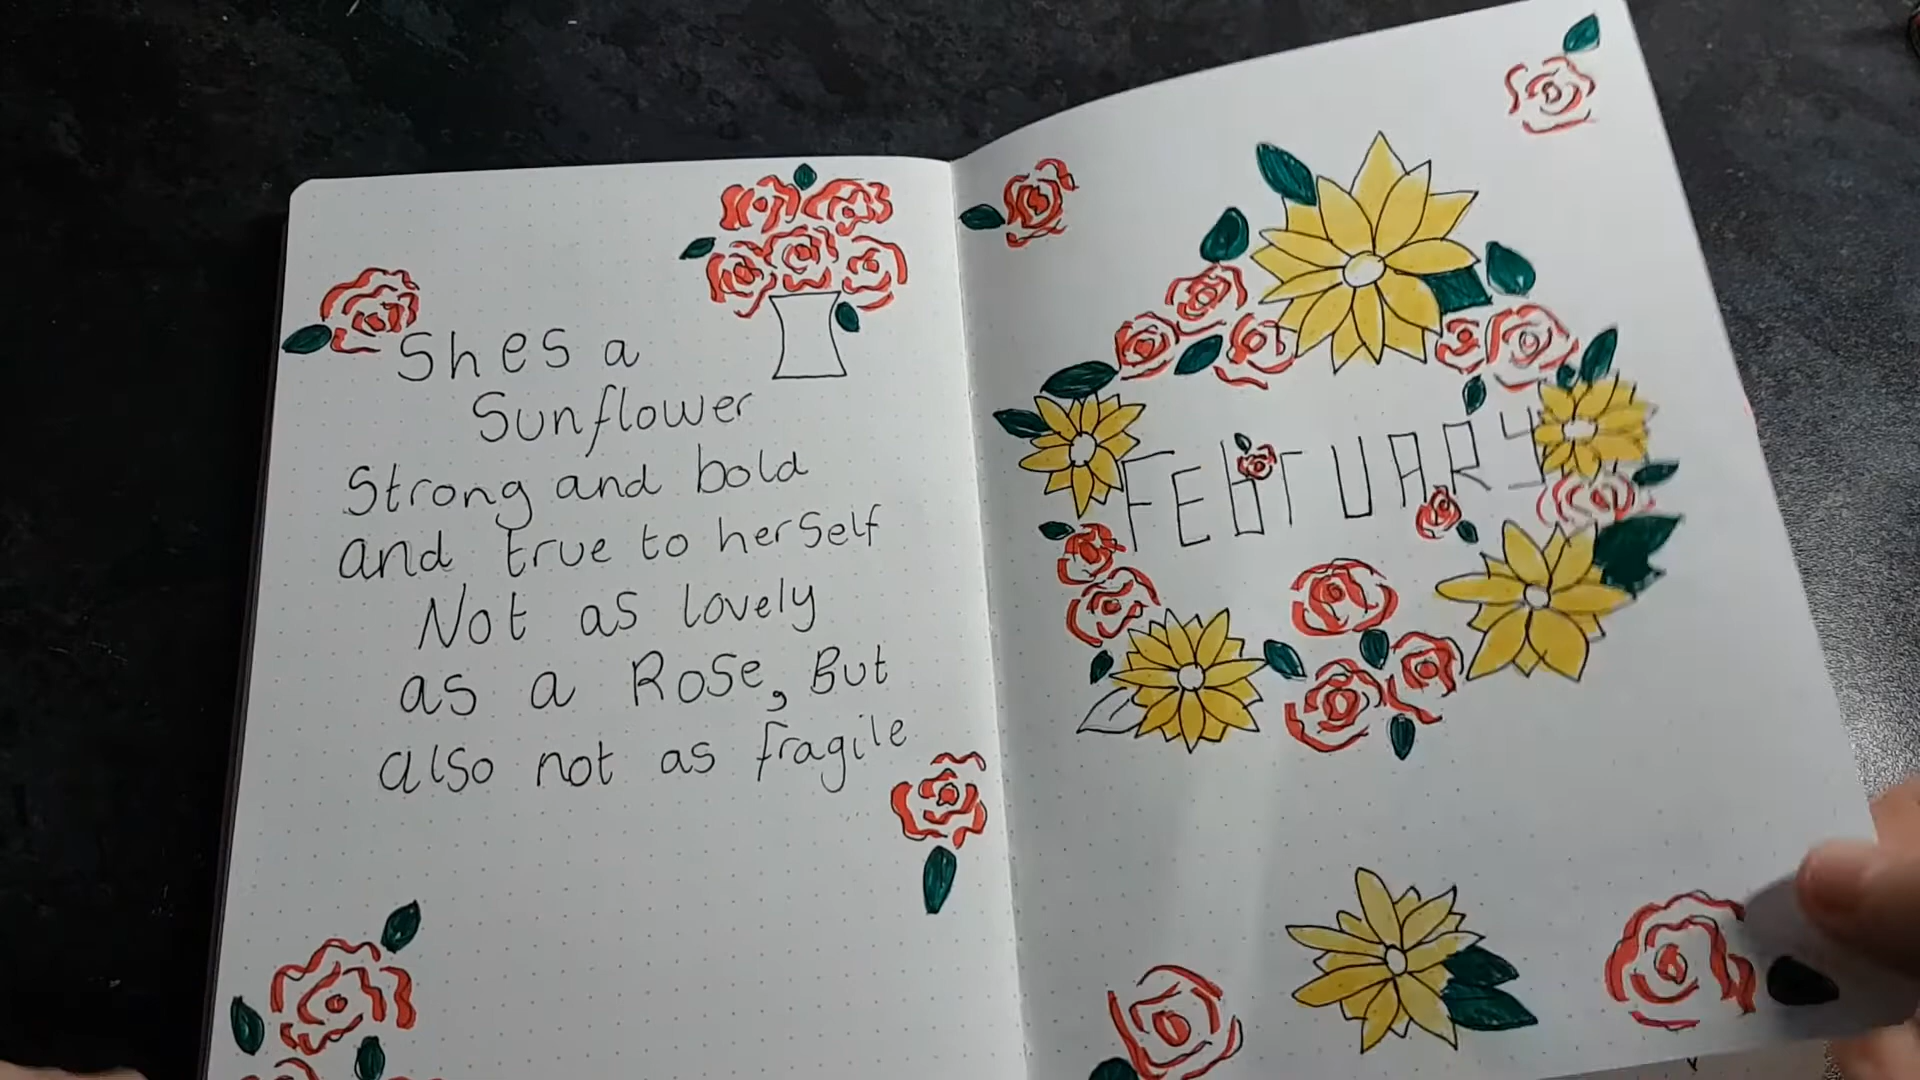 Shes a
Sunflower
Strong and bold
and true to herself
Not as lovely
as a Rose, But
also not as fragile
FEbrUARY